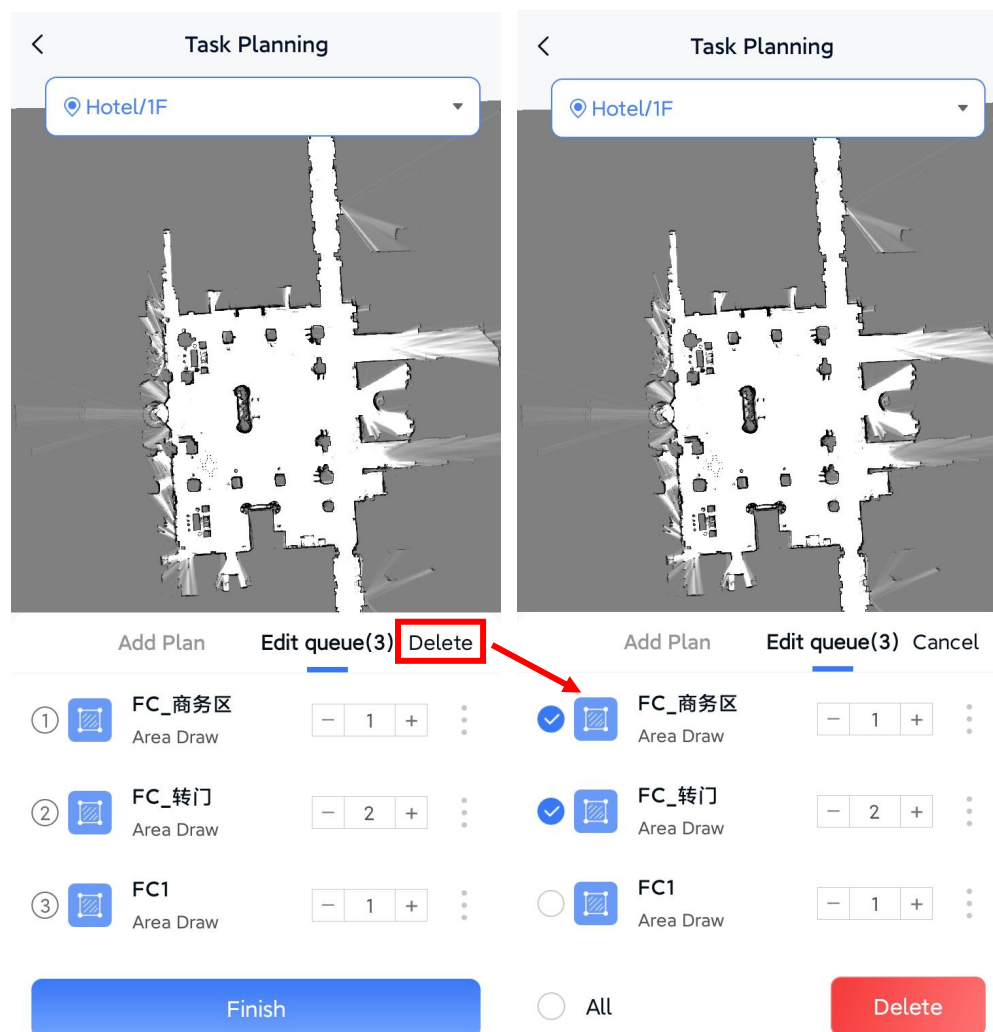 Task Planning
Hotel/1F
Add Plan Edit queue(3) Delete
1 FC_商务区 − 1 +
Area Draw
2 FC_转门 − 2 +
Area Draw
3 FC1 − 1 +
Area Draw
Finish
Task Planning
Hotel/1F
Add Plan Edit queue(3) Cancel
FC_商务区 − 1 +
Area Draw
FC_转门 − 2 +
Area Draw
FC1 − 1 +
Area Draw
All Delete